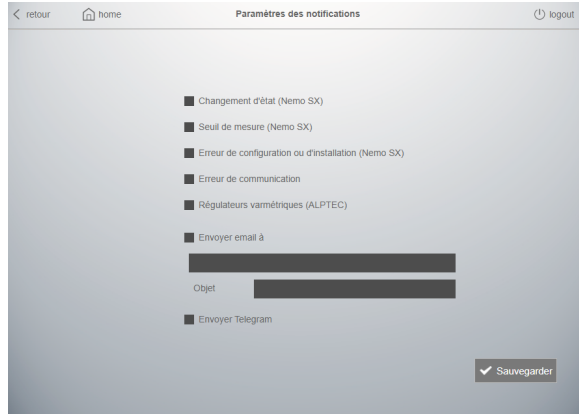 retour
home
Paramètres des notifications
logout
Changement d'ètat (Nemo SX)
Seuil de mesure (Nemo SX)
Erreur de configuration ou d'installation (Nemo SX)
Erreur de communication
Régulateurs varmétriques (ALPTEC)
Envoyer email à
Objet
Envoyer Telegram
Sauvegarder